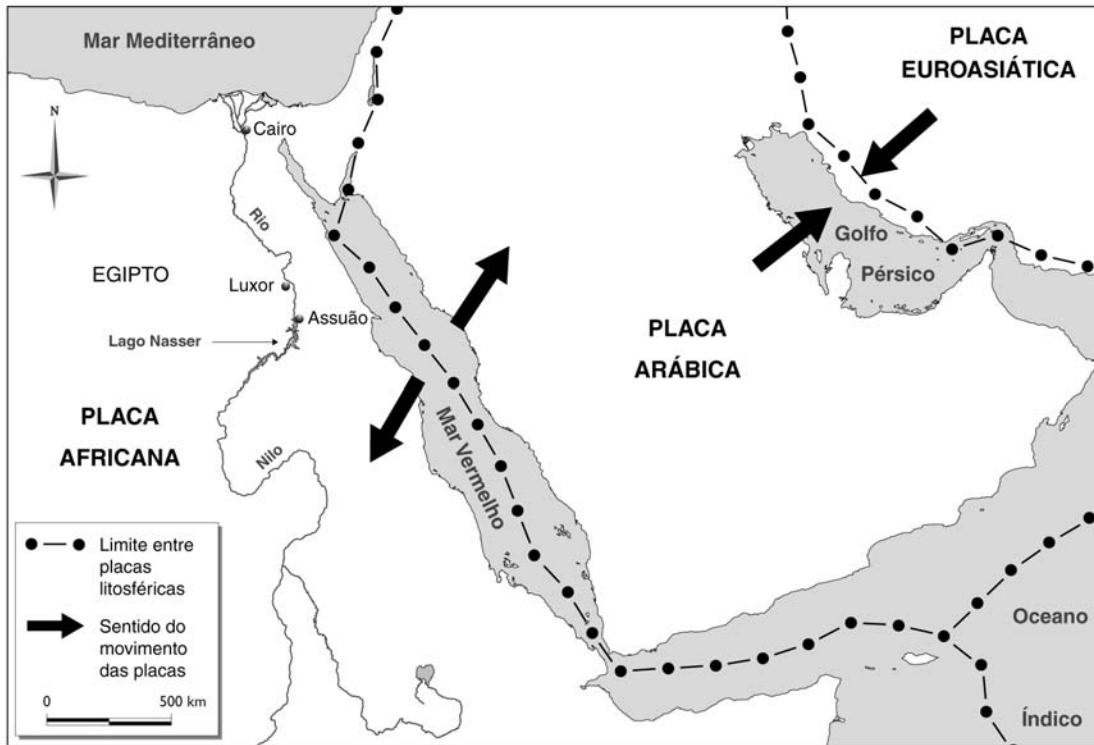 Mar Mediterrâneo
PLACA
EUROASIÁTICA
N
Cairo
Rio
Golfo
Pérsico
EGIPTO
Luxor
Assuão
Lago Nasser
PLACA
ARÁBICA
PLACA
AFRICANA
Mar Vermelho
Nilo
Limite entre
placas
litosféricas
Sentido do
movimento
das placas
0 500 km
Oceano
Índico